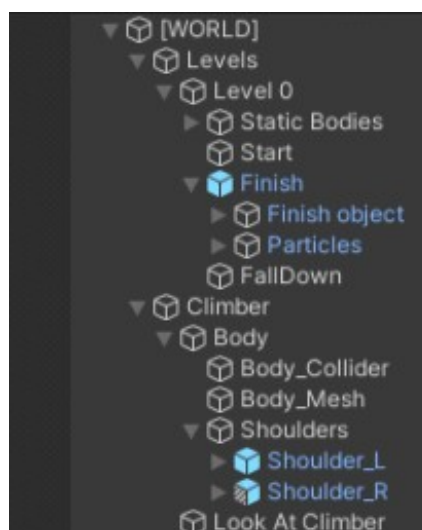 [WORLD]
Levels
Level 0
Static Bodies
Start
Finish
Finish object
Particles
FallDown
Climber
Body
Body_Collider
Body_Mesh
Shoulders
Shoulder_L
Shoulder_R
Look At Climber